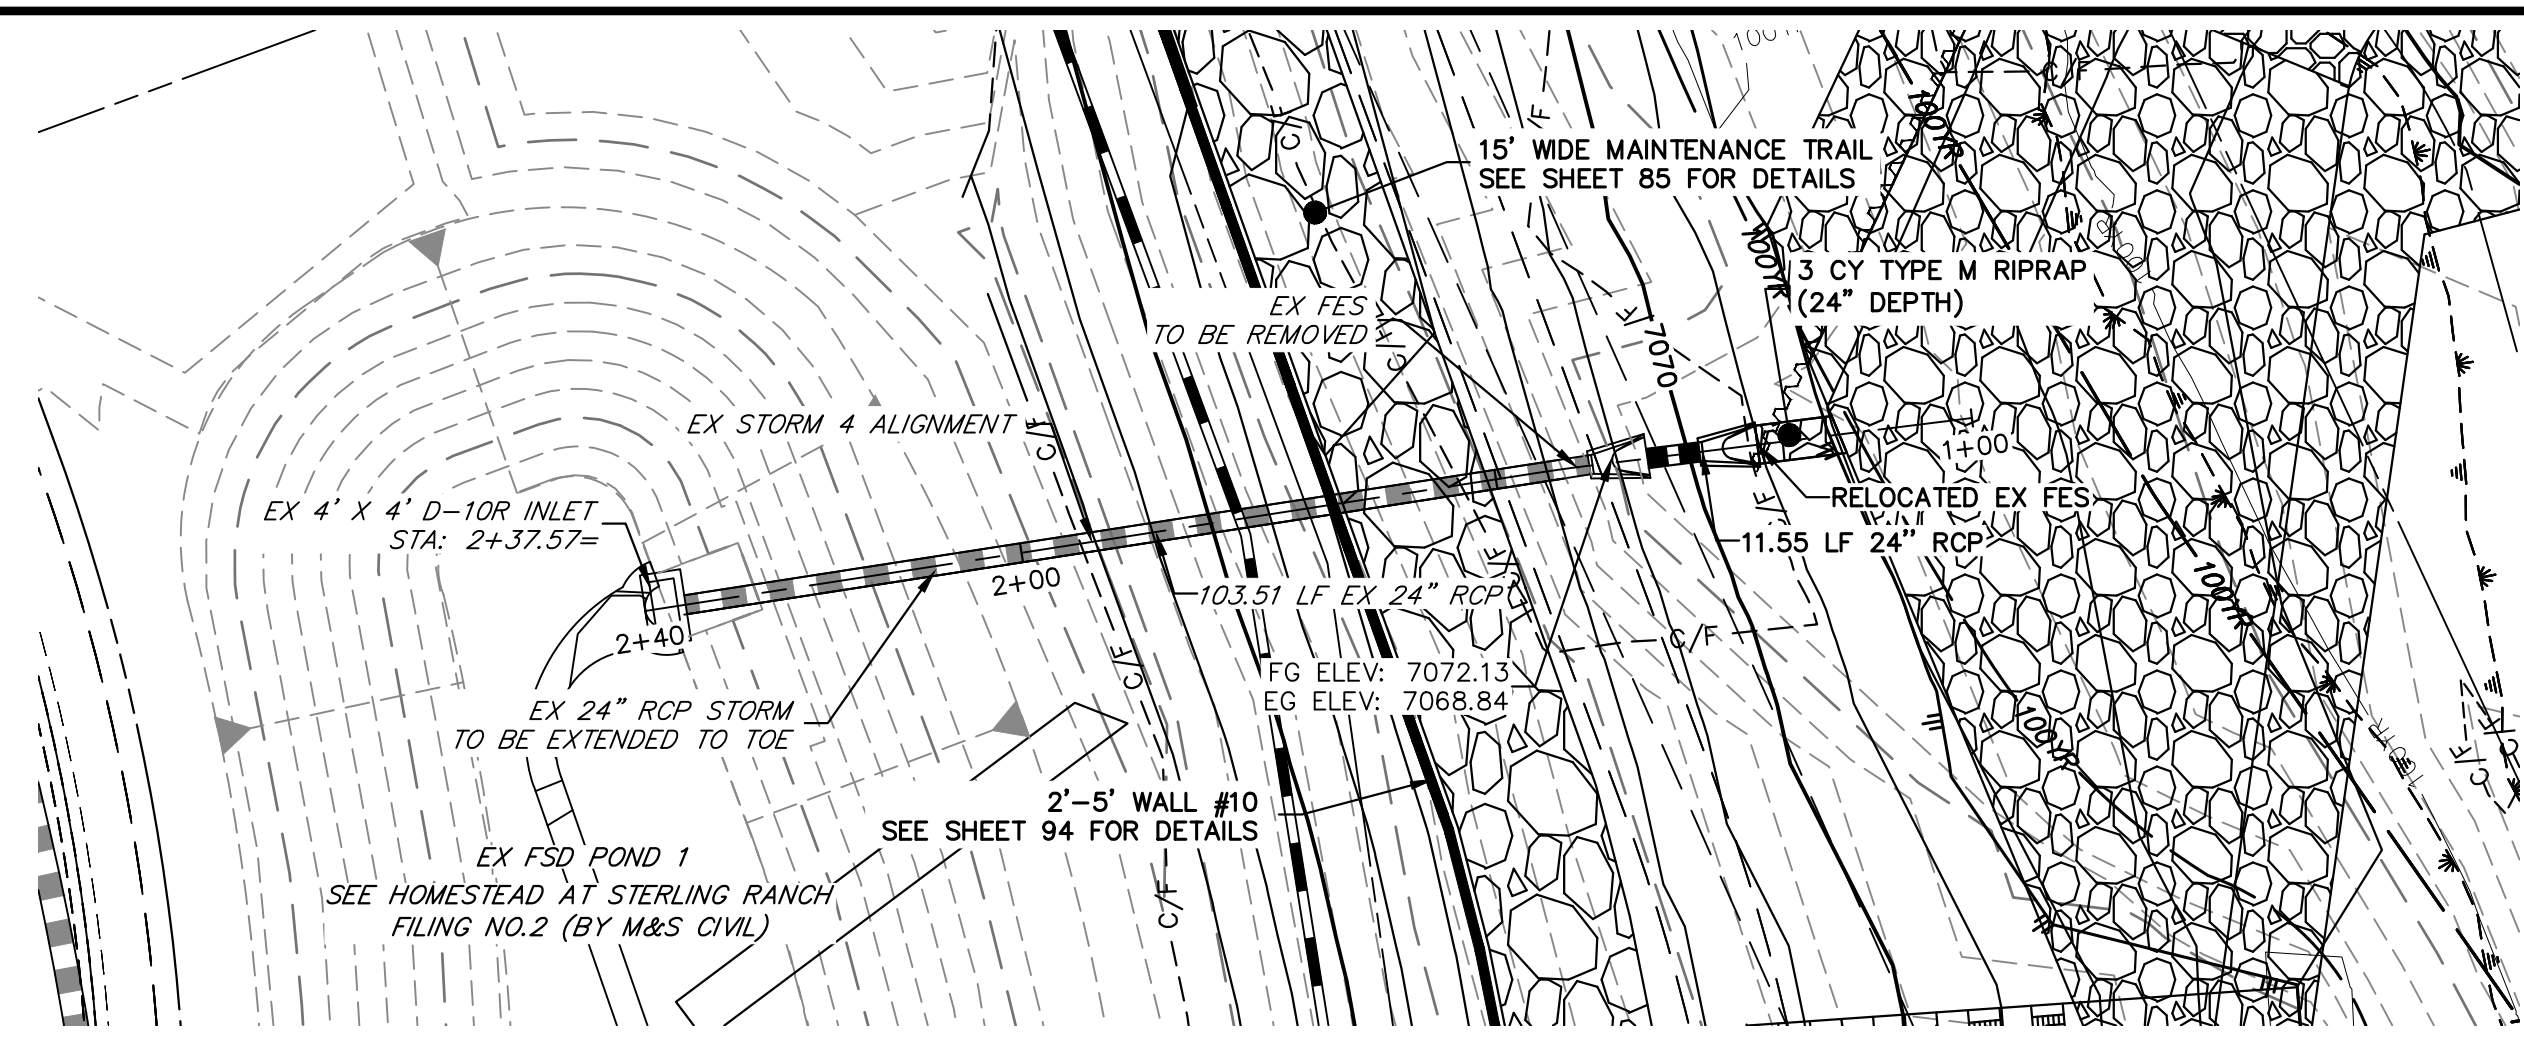 15' WIDE MAINTENANCE TRAIL
SEE SHEET 85 FOR DETAILS
3 CY TYPE M RIPRAP
(24" DEPTH)
EX FES
TO BE REMOVED
7070
EX STORM 4 ALIGNMENT
1+00
RELOCATED EX FES
11.55 LF 24" RCP
EX 4' X 4' D-10R INLET
STA: 2+37.57=
2+00
2+40
103.51 LF EX 24" RCP
FG ELEV: 7072.13
EG ELEV: 7068.84
EX 24" RCP STORM
TO BE EXTENDED TO TOE
2'-5' WALL #10
SEE SHEET 94 FOR DETAILS
EX FSD POND 1
SEE HOMESTEAD AT STERLING RANCH
FILING NO.2 (BY M&S CIVIL)
C/F
C/F
C/F
C/F
C/F
C/F
C/F
C/F
C/F
100YR
100YR
100YR
100YR